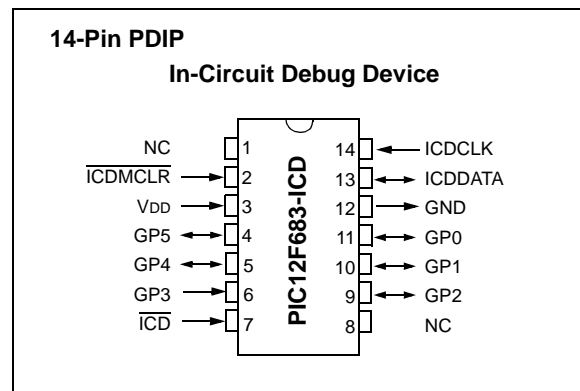 14-Pin PDIP
In-Circuit Debug Device
NC 1 14 ICDCLK
ICDMCLR 2 13 ICDDATA
VDD 3 12 GND
GP5 4 11 GP0
GP4 5 10 GP1
GP3 6 9 GP2
ICD 7 8 NC
PIC12F683-ICD